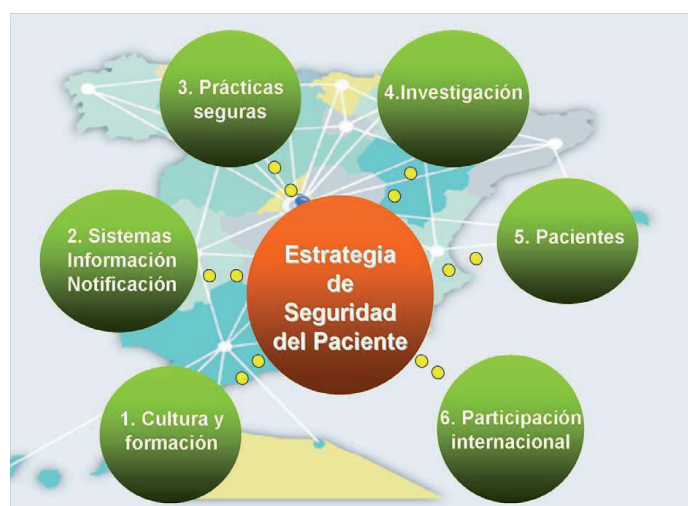 3. Prácticas
seguras
4.Investigación
2. Sistemas
Información
Notificación
Estrategia
de
Seguridad
del Paciente
5. Pacientes
1. Cultura y
formación
6. Participación
internacional